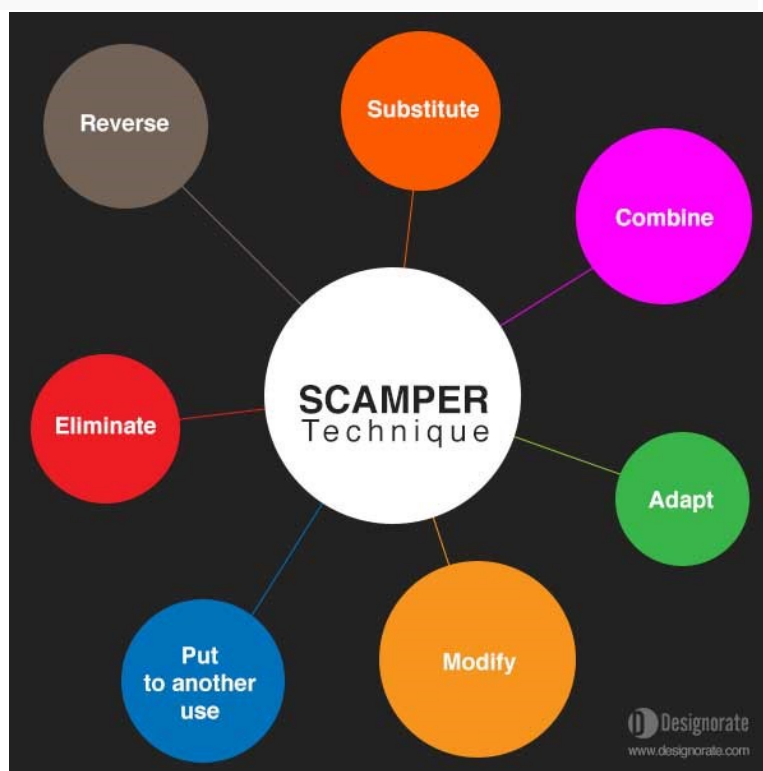 SCAMPER
Technique
Substitute
Combine
Adapt
Modify
Put
to another
use
Eliminate
Reverse
Designorate
www.designorate.com